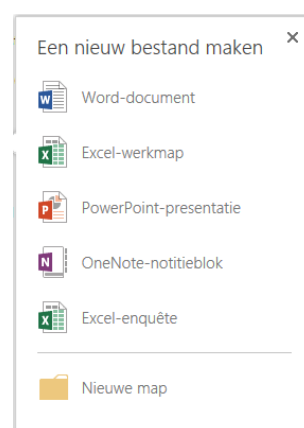 Een nieuw bestand maken
Word-document
Excel-werkmap
PowerPoint-presentatie
OneNote-notitieblok
Excel-enquête
Nieuwe map